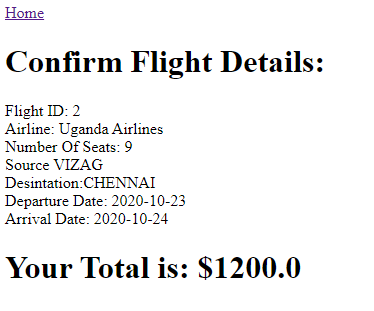 Home
Confirm Flight Details:
Flight ID: 2
Airline: Uganda Airlines
Number Of Seats: 9
Source VIZAG
Desintation:CHENNAI
Departure Date: 2020-10-23
Arrival Date: 2020-10-24
Your Total is: $1200.0